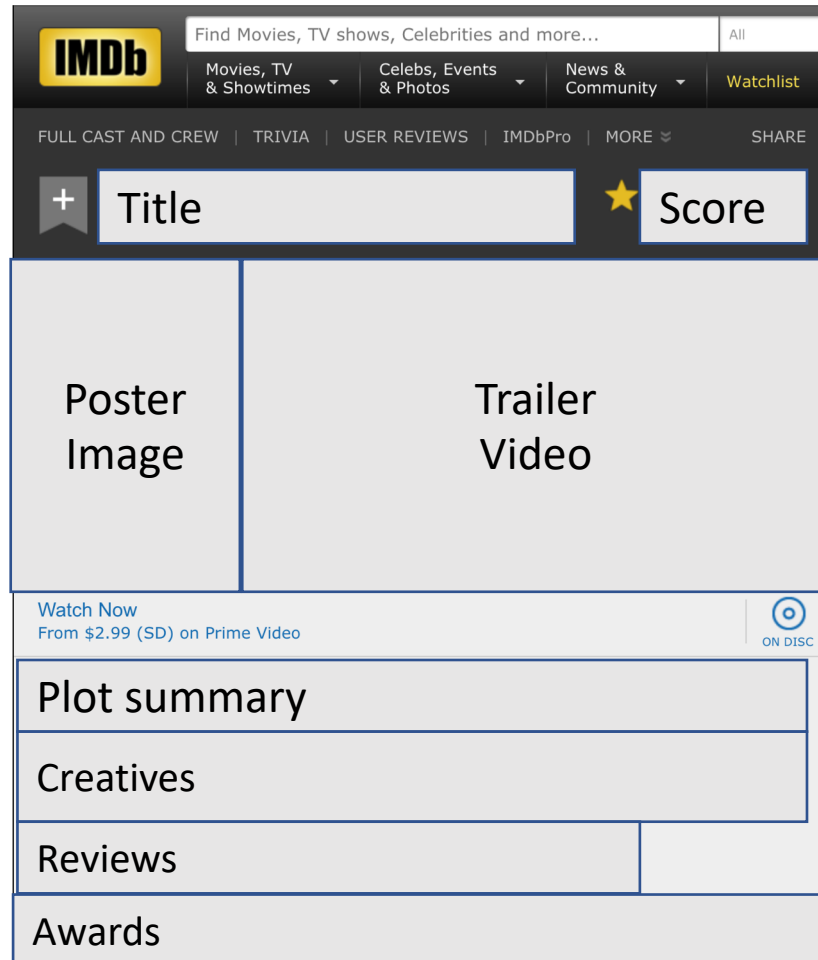 IMDb
Find Movies, TV shows, Celebrities and more...
All
Movies, TV
& Showtimes
Celebs, Events
& Photos
News &
Community
Watchlist
FULL CAST AND CREW | TRIVIA | USER REVIEWS | IMDbPro | MORE
SHARE
+
Title
Score
Poster
Image
Trailer
Video
Watch Now
From $2.99 (SD) on Prime Video
ON DISC
Plot summary
Creatives
Reviews
Awards